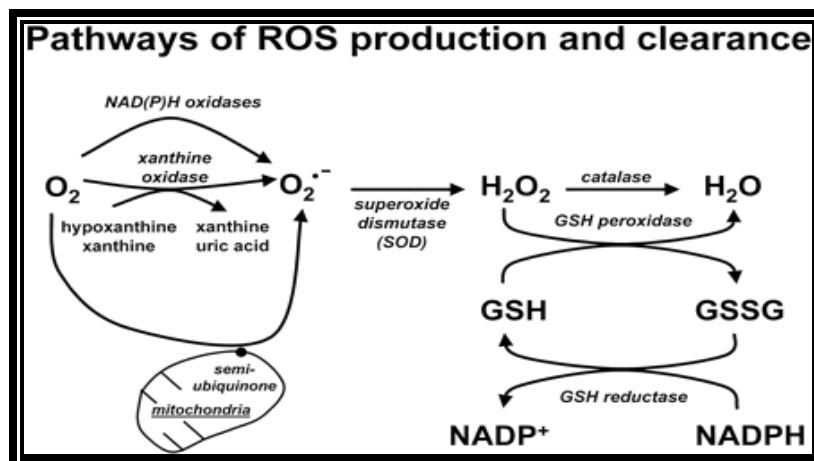 Pathways of ROS production and clearance
NAD(P)H oxidases
xanthine
oxidase
O₂
O₂•−
hypoxanthine
xanthine
xanthine
uric acid
superoxide
dismutase
(SOD)
H₂O₂
catalase
H₂O
GSH peroxidase
GSH
GSSG
GSH reductase
NADP⁺
NADPH
semi-
ubiquinone
mitochondria